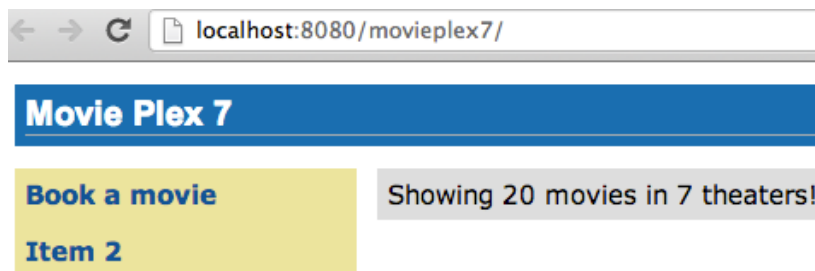 localhost:8080/movieplex7/
Movie Plex 7
Book a movie
Showing 20 movies in 7 theaters!
Item 2